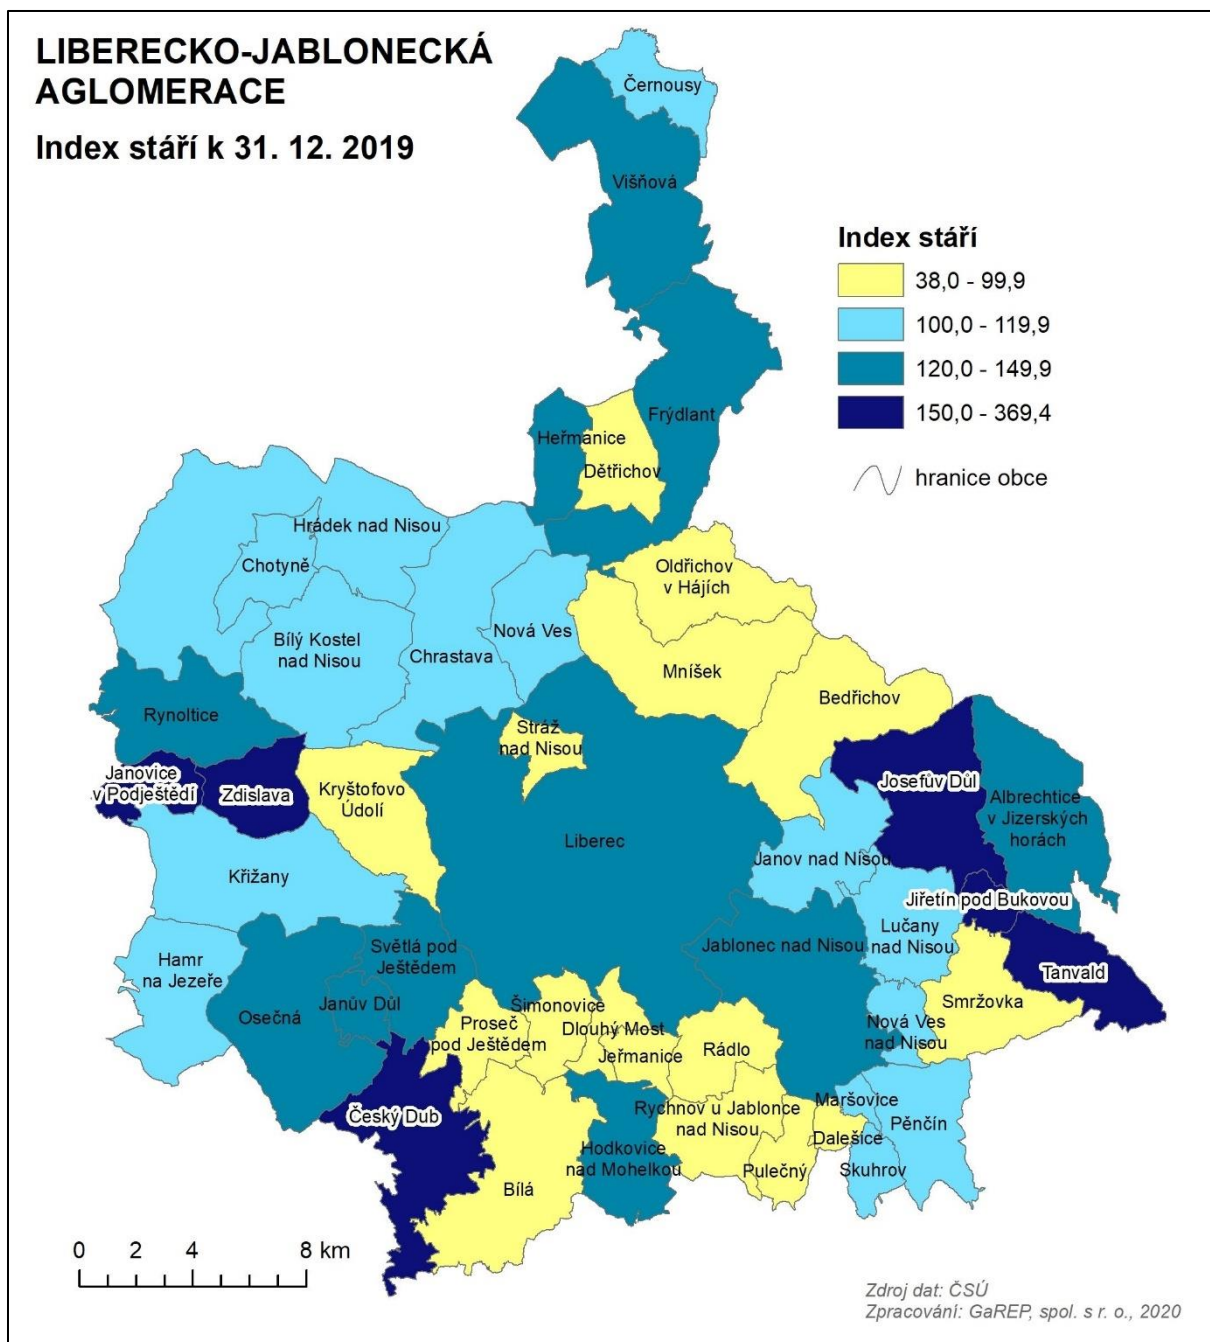 LIBERECKO-JABLONECKÁ
AGLOMERACE
Index stáří k 31. 12. 2019
Index stáří
38,0 - 99,9
100,0 - 119,9
120,0 - 149,9
150,0 - 369,4
hranice obce
Černousy
Višňová
Frýdlant
Heřmanice
Dětřichov
Hrádek nad Nisou
Chotyně
Oldřichov
v Hájích
Nová Ves
Bílý Kostel
nad Nisou
Chrastava
Mníšek
Bedřichov
Rynoltice
Stráž
nad Nisou
Janovice
v Podještědí
Zdislava
Kryštofovo
Údolí
Josefův Důl
Albrechtice
v Jizerských
horách
Liberec
Janov nad Nisou
Křižany
Jiřetín pod Bukovou
Lučany
nad Nisou
Světlá pod
Ještědem
Jablonec nad Nisou
Hamr
na Jezeře
Tanvald
Smržovka
Osečná
Janův Důl
Šimonovice
Proseč
pod Ještědem
Dlouhý Most
Jeřmanice
Rádlo
Nová Ves
nad Nisou
Český Dub
Rychnov u Jablonce
nad Nisou
Maršovice
Pěnčín
Dalešice
Hodkovice
nad Mohelkou
Pulečný
Skuhrov
Bílá
0 2 4 8 km
Zdroj dat: ČSÚ
Zpracování: GaREP, spol. s r. o., 2020